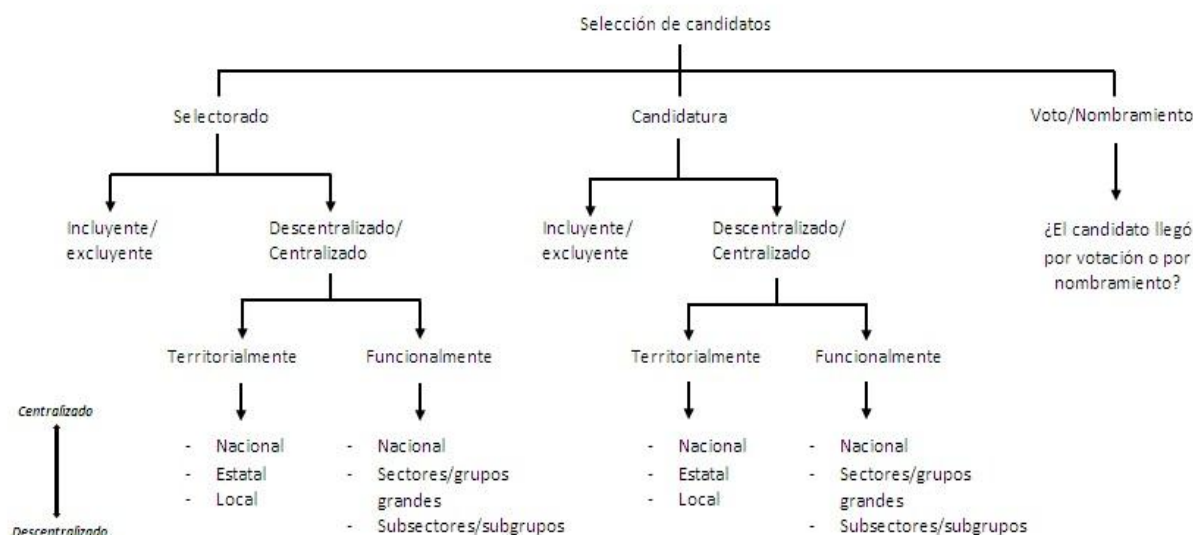 Selección de candidatos
Selectorado
Candidatura
Voto/Nombramiento
Incluyente/
excluyente
Descentralizado/
Centralizado
Incluyente/
excluyente
Descentralizado/
Centralizado
¿El candidato llegó
por votación o por
nombramiento?
Territorialmente
Funcionalmente
Territorialmente
Funcionalmente
Centralizado
Descentralizado
- Nacional
- Estatal
- Local
- Nacional
- Sectores/grupos
grandes
- Subsectores/subgrupos
- Nacional
- Estatal
- Local
- Nacional
- Sectores/grupos
grandes
- Subsectores/subgrupos